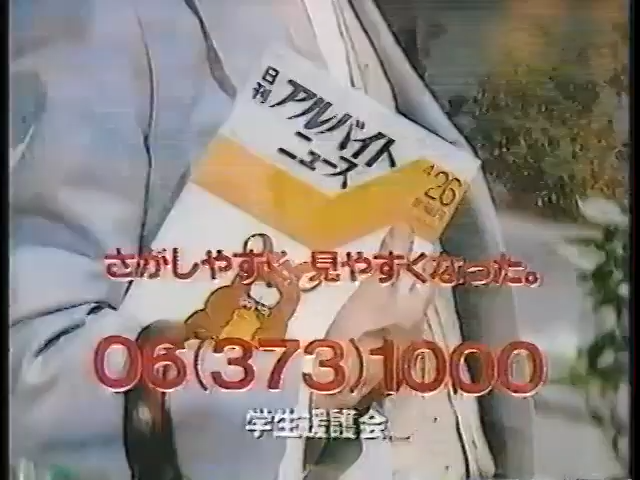 日刊
アルバイト
ニュース
4/26
さがしやすく、見やすくなった。
06(373)1000
学生援護会